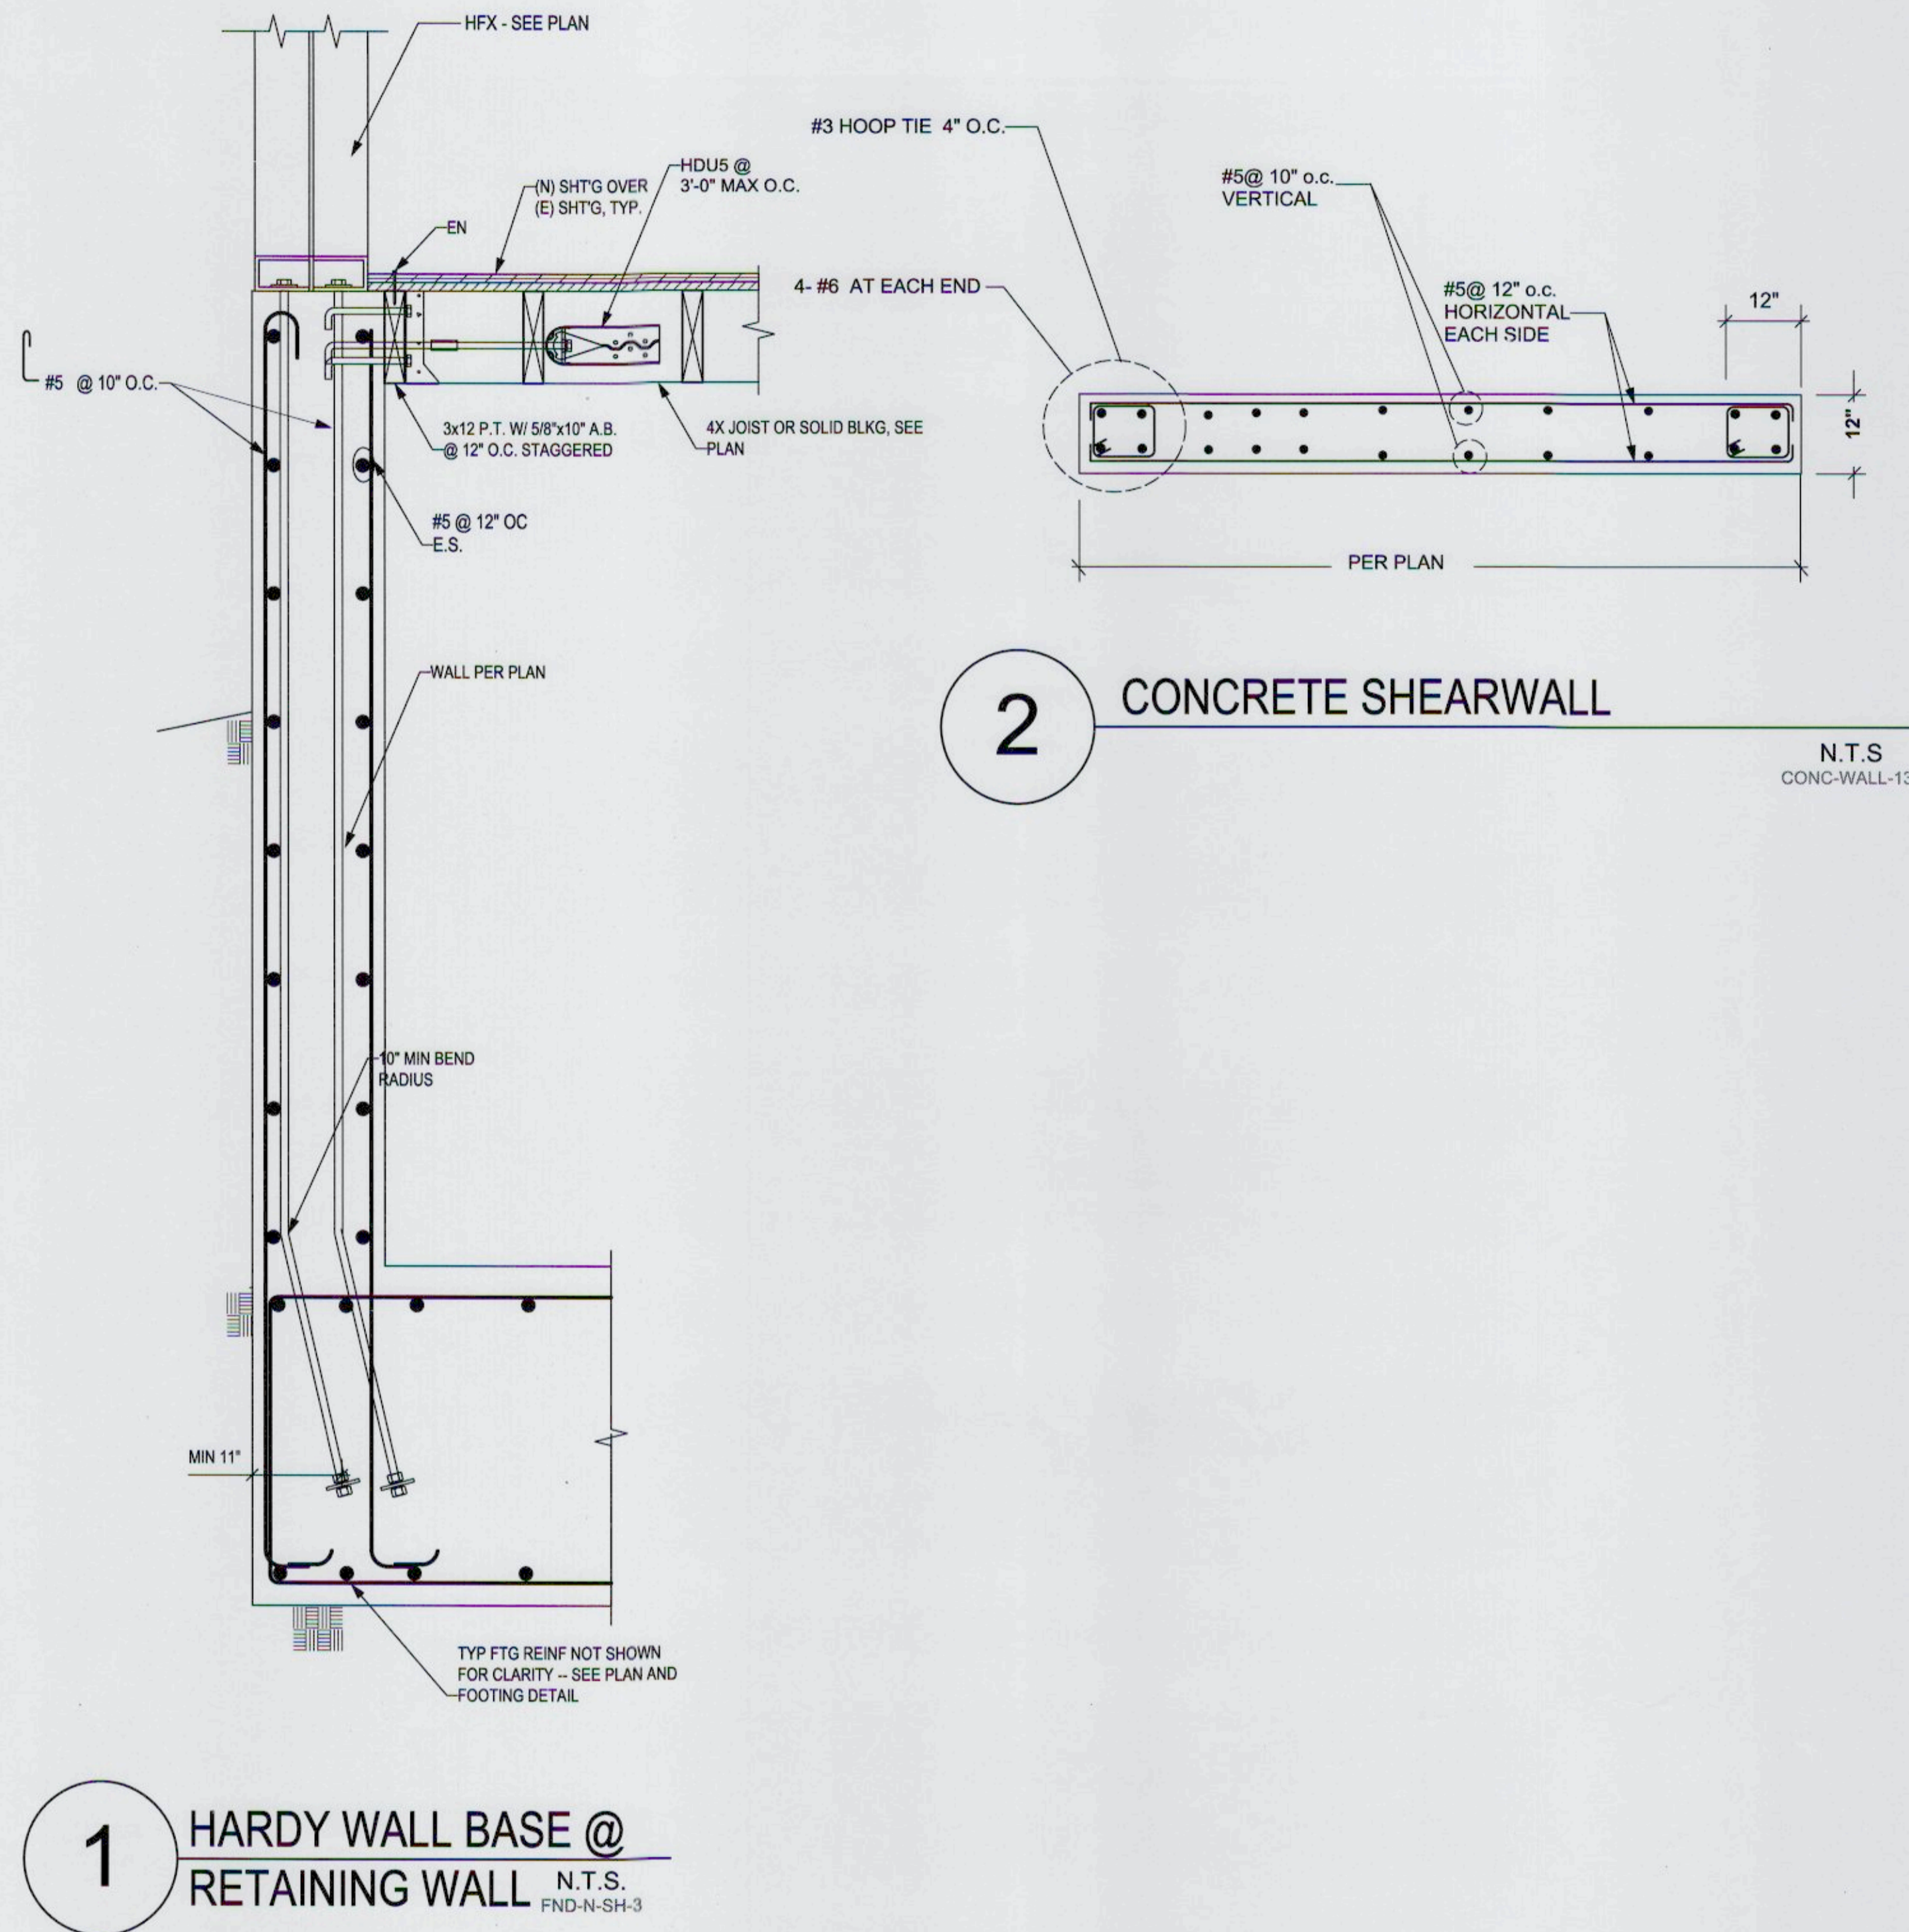 HFX - SEE PLAN
#3 HOOP TIE 4" O.C.
HDU5 @
3'-0" MAX O.C.
(N) SHT'G OVER
(E) SHT'G, TYP.
#5@ 10" o.c.
VERTICAL
EN
4- #6 AT EACH END
#5@ 12" o.c.
HORIZONTAL
EACH SIDE
12"
#5 @ 10" O.C.
3x12 P.T. W/ 5/8"x10" A.B.
@ 12" O.C. STAGGERED
4X JOIST OR SOLID BLKG, SEE
PLAN
12"
#5 @ 12" OC
E.S.
PER PLAN
WALL PER PLAN
2
CONCRETE SHEARWALL
N.T.S
CONC-WALL-13
10" MIN BEND
RADIUS
MIN 11"
TYP FTG REINF NOT SHOWN
FOR CLARITY -- SEE PLAN AND
FOOTING DETAIL
1
HARDY WALL BASE @
RETAINING WALL
N.T.S.
FND-N-SH-3